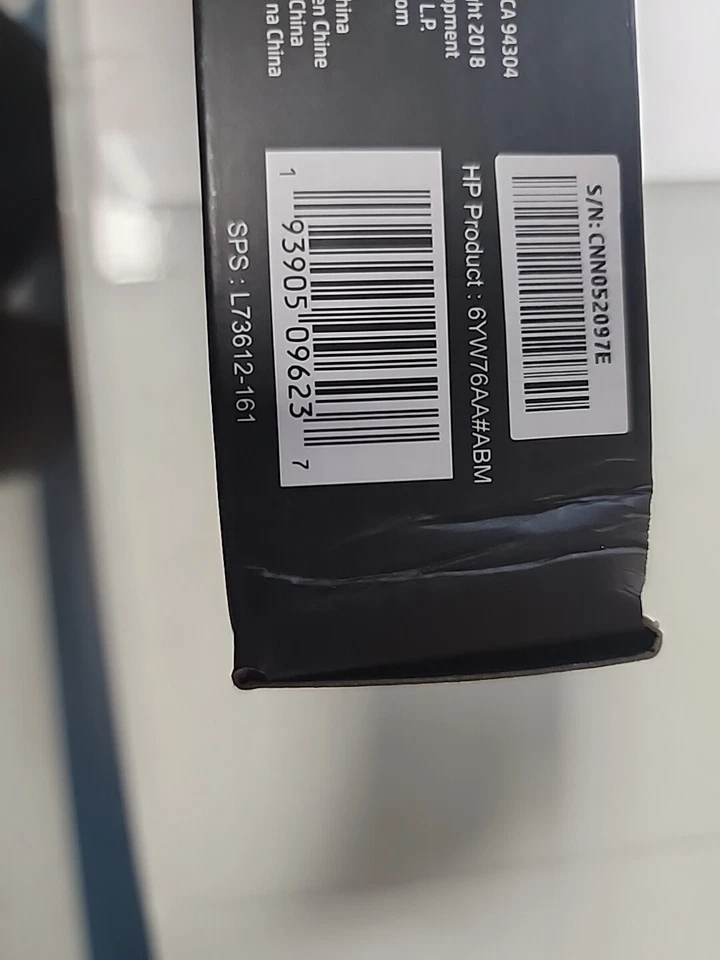 CA 94304
ht 2018
opment
L.P.
om
hina
en Chine
China
na China
S/N: CNN052097E
HP Product : 6YW76AA#ABM
1 93905 09623 7
SPS : L73612-161